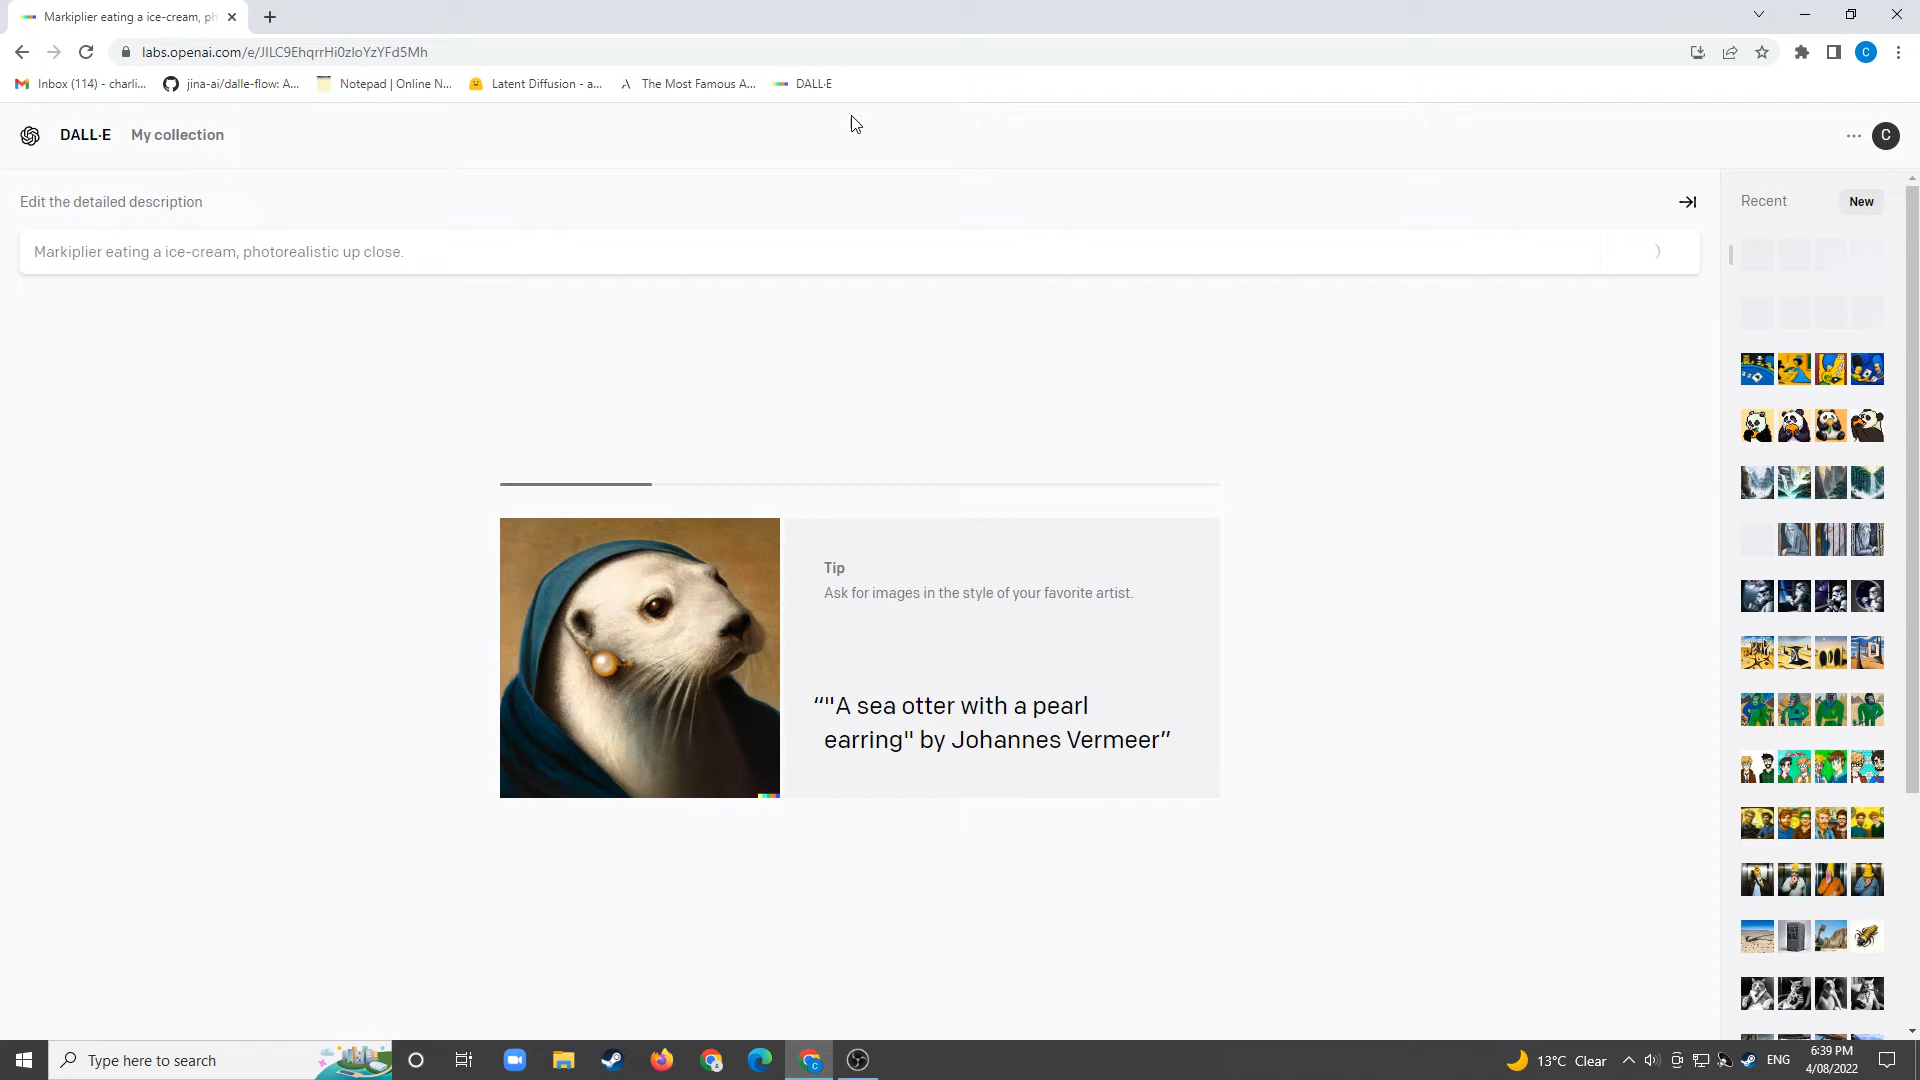 Markiplier eating a ice-cream, ph
labs.openai.com/e/JILC9EhqrrHi0zIoYzYFd5Mh
C
Inbox (114) - charli...
jina-ai/dalle-flow: A...
Notepad | Online N...
Latent Diffusion - a...
The Most Famous A...
DALL·E
DALL·E
My collection
C
Edit the detailed description
Recent
New
Markiplier eating a ice-cream, photorealistic up close.
Tip
Ask for images in the style of your favorite artist.
“"A sea otter with a pearl
earring" by Johannes Vermeer”
Type here to search
13°C Clear
ENG
6:39 PM
4/08/2022